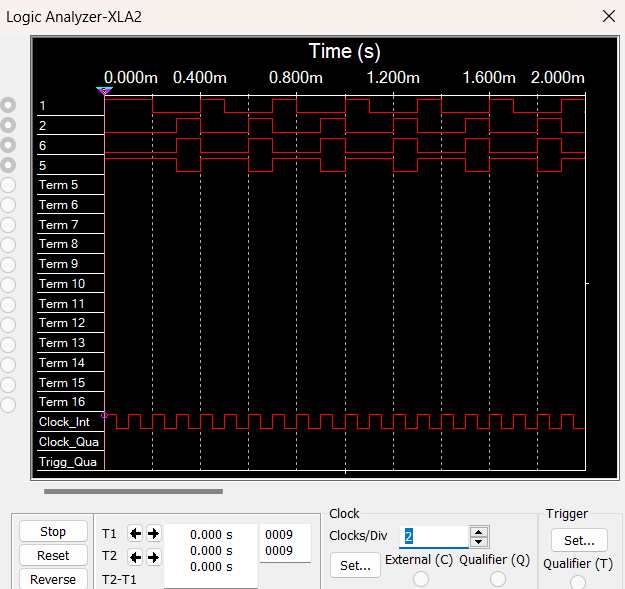 Logic Analyzer-XLA2
Time (s)
0.000m 0.400m 0.800m 1.200m 1.600m 2.000m
1
2
6
5
Term 5
Term 6
Term 7
Term 8
Term 9
Term 10
Term 11
Term 12
Term 13
Term 14
Term 15
Term 16
Clock_Int
Clock_Qua
Trigg_Qua
Stop
Reset
Reverse
T1
T2
T2-T1
0.000 s
0.000 s
0.000 s
0009
0009
Clock
Clocks/Div 2
Set...
External (C) Qualifier (Q)
Trigger
Set...
Qualifier (T)